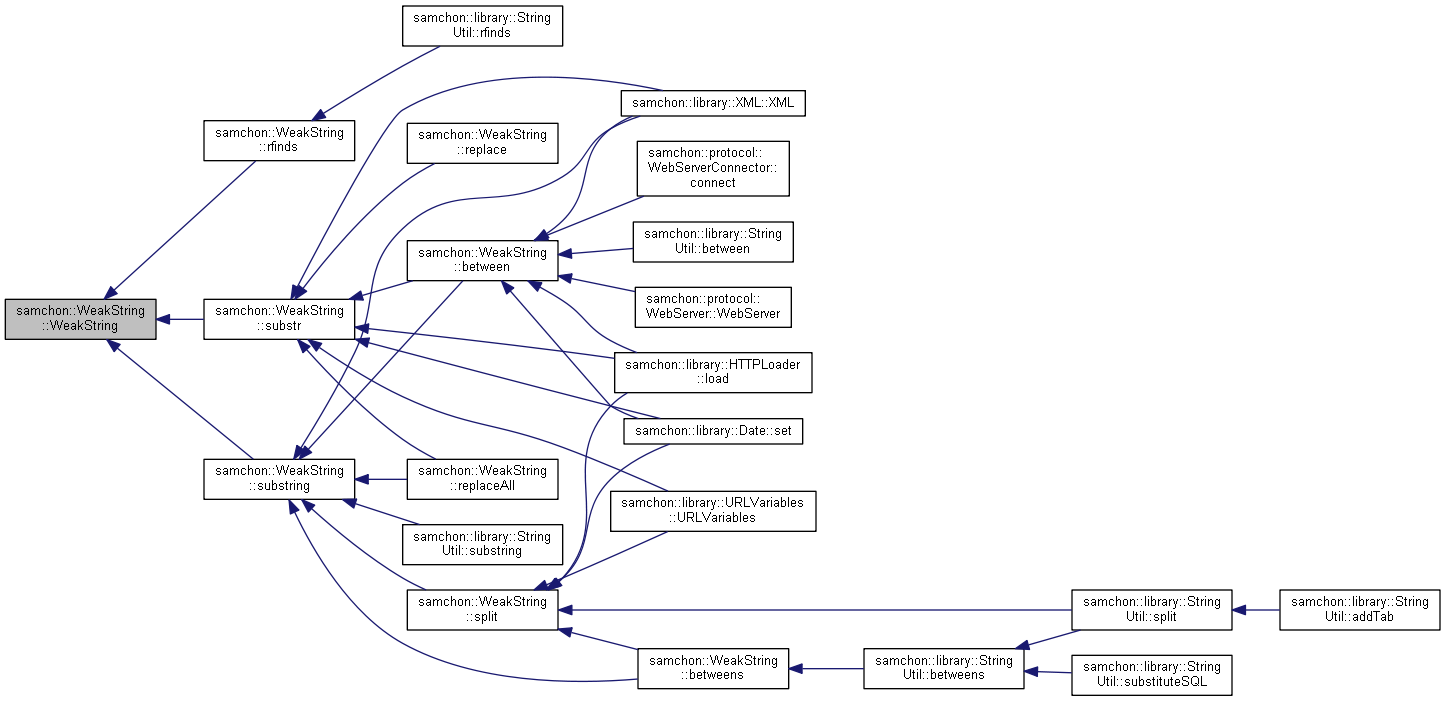 samchon::library::String
Util::rfinds
samchon::library::XML::XML
samchon::WeakString
::rfinds
samchon::WeakString
::replace
samchon::protocol::
WebServerConnector::
connect
samchon::library::String
Util::between
samchon::WeakString
::between
samchon::protocol::
WebServer::WebServer
samchon::WeakString
::WeakString
samchon::WeakString
::substr
samchon::library::HTTPLoader
::load
samchon::library::Date::set
samchon::WeakString
::substring
samchon::WeakString
::replaceAll
samchon::library::URLVariables
::URLVariables
samchon::library::String
Util::substring
samchon::WeakString
::split
samchon::library::String
Util::split
samchon::library::String
Util::addTab
samchon::WeakString
::betweens
samchon::library::String
Util::betweens
samchon::library::String
Util::substituteSQL